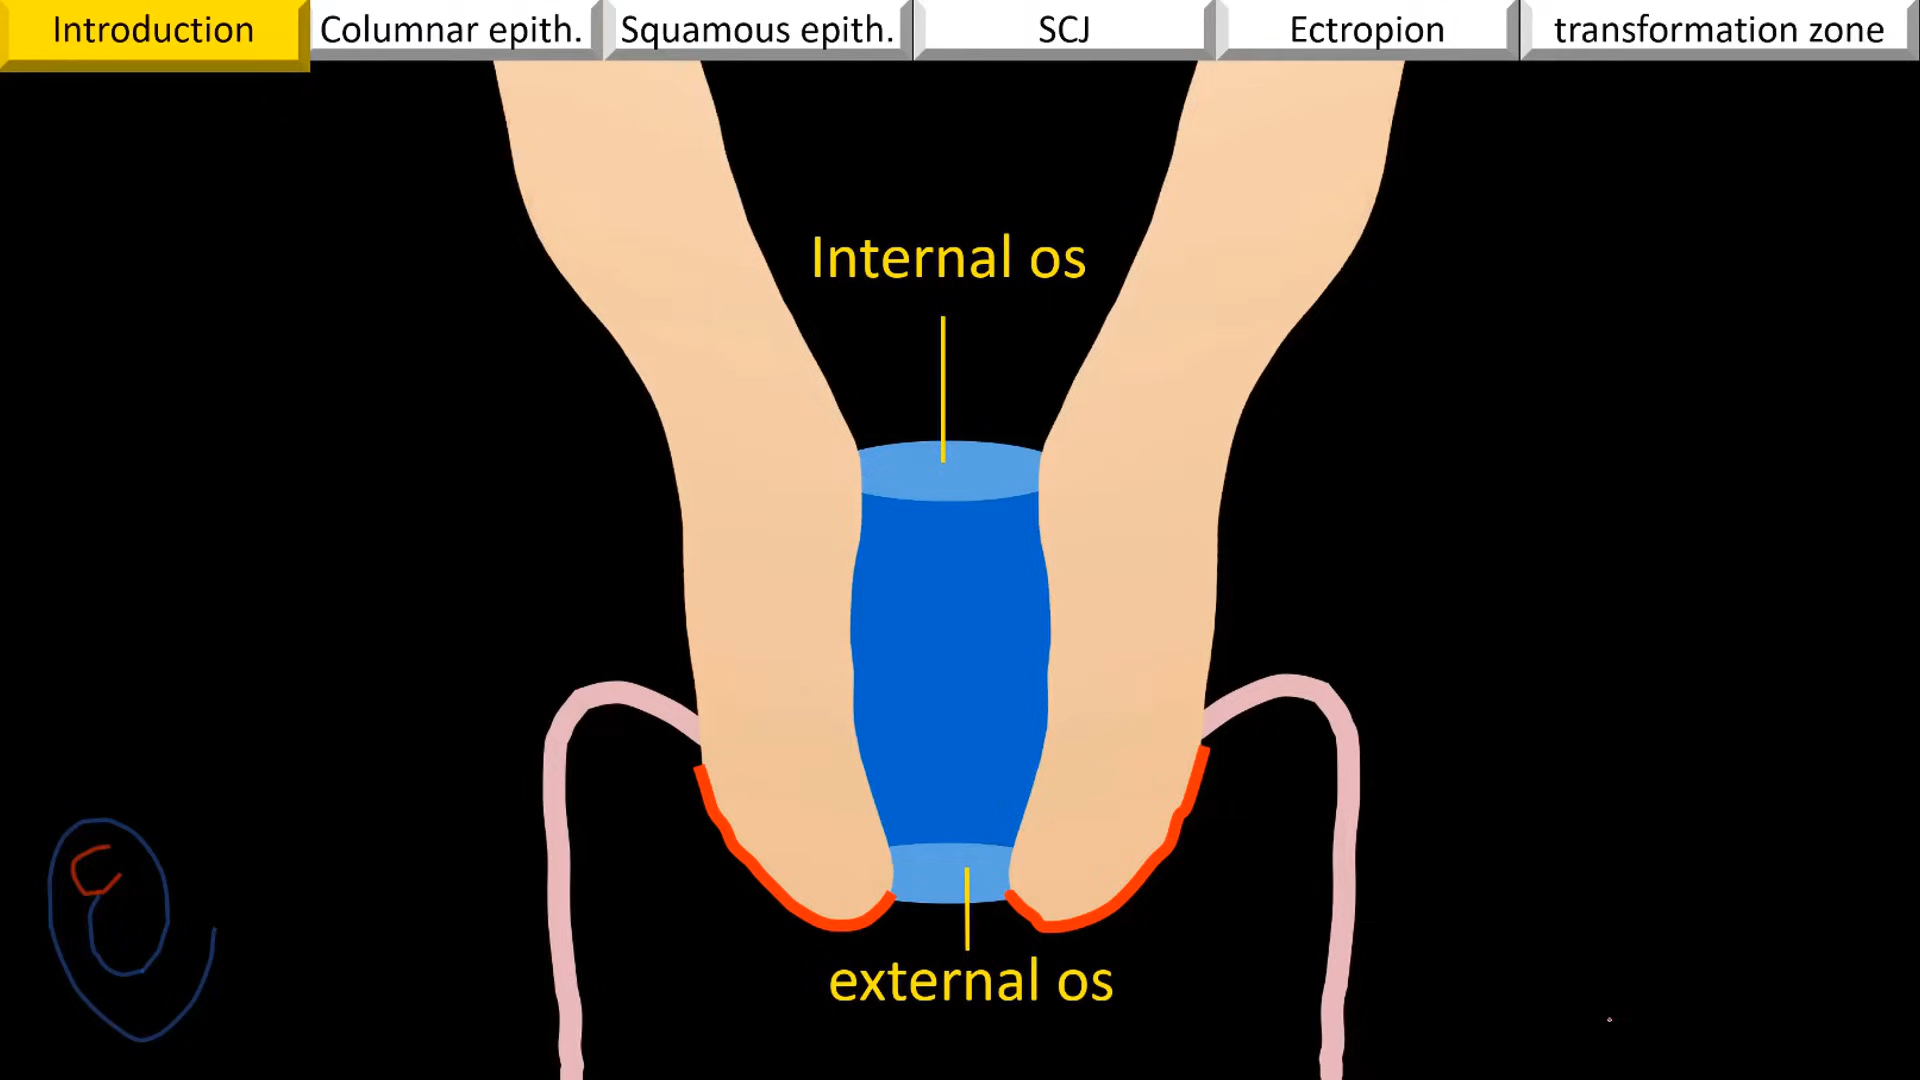 Introduction
Columnar epith.
Squamous epith.
SCJ
Ectropion
transformation zone
Internal os
external os